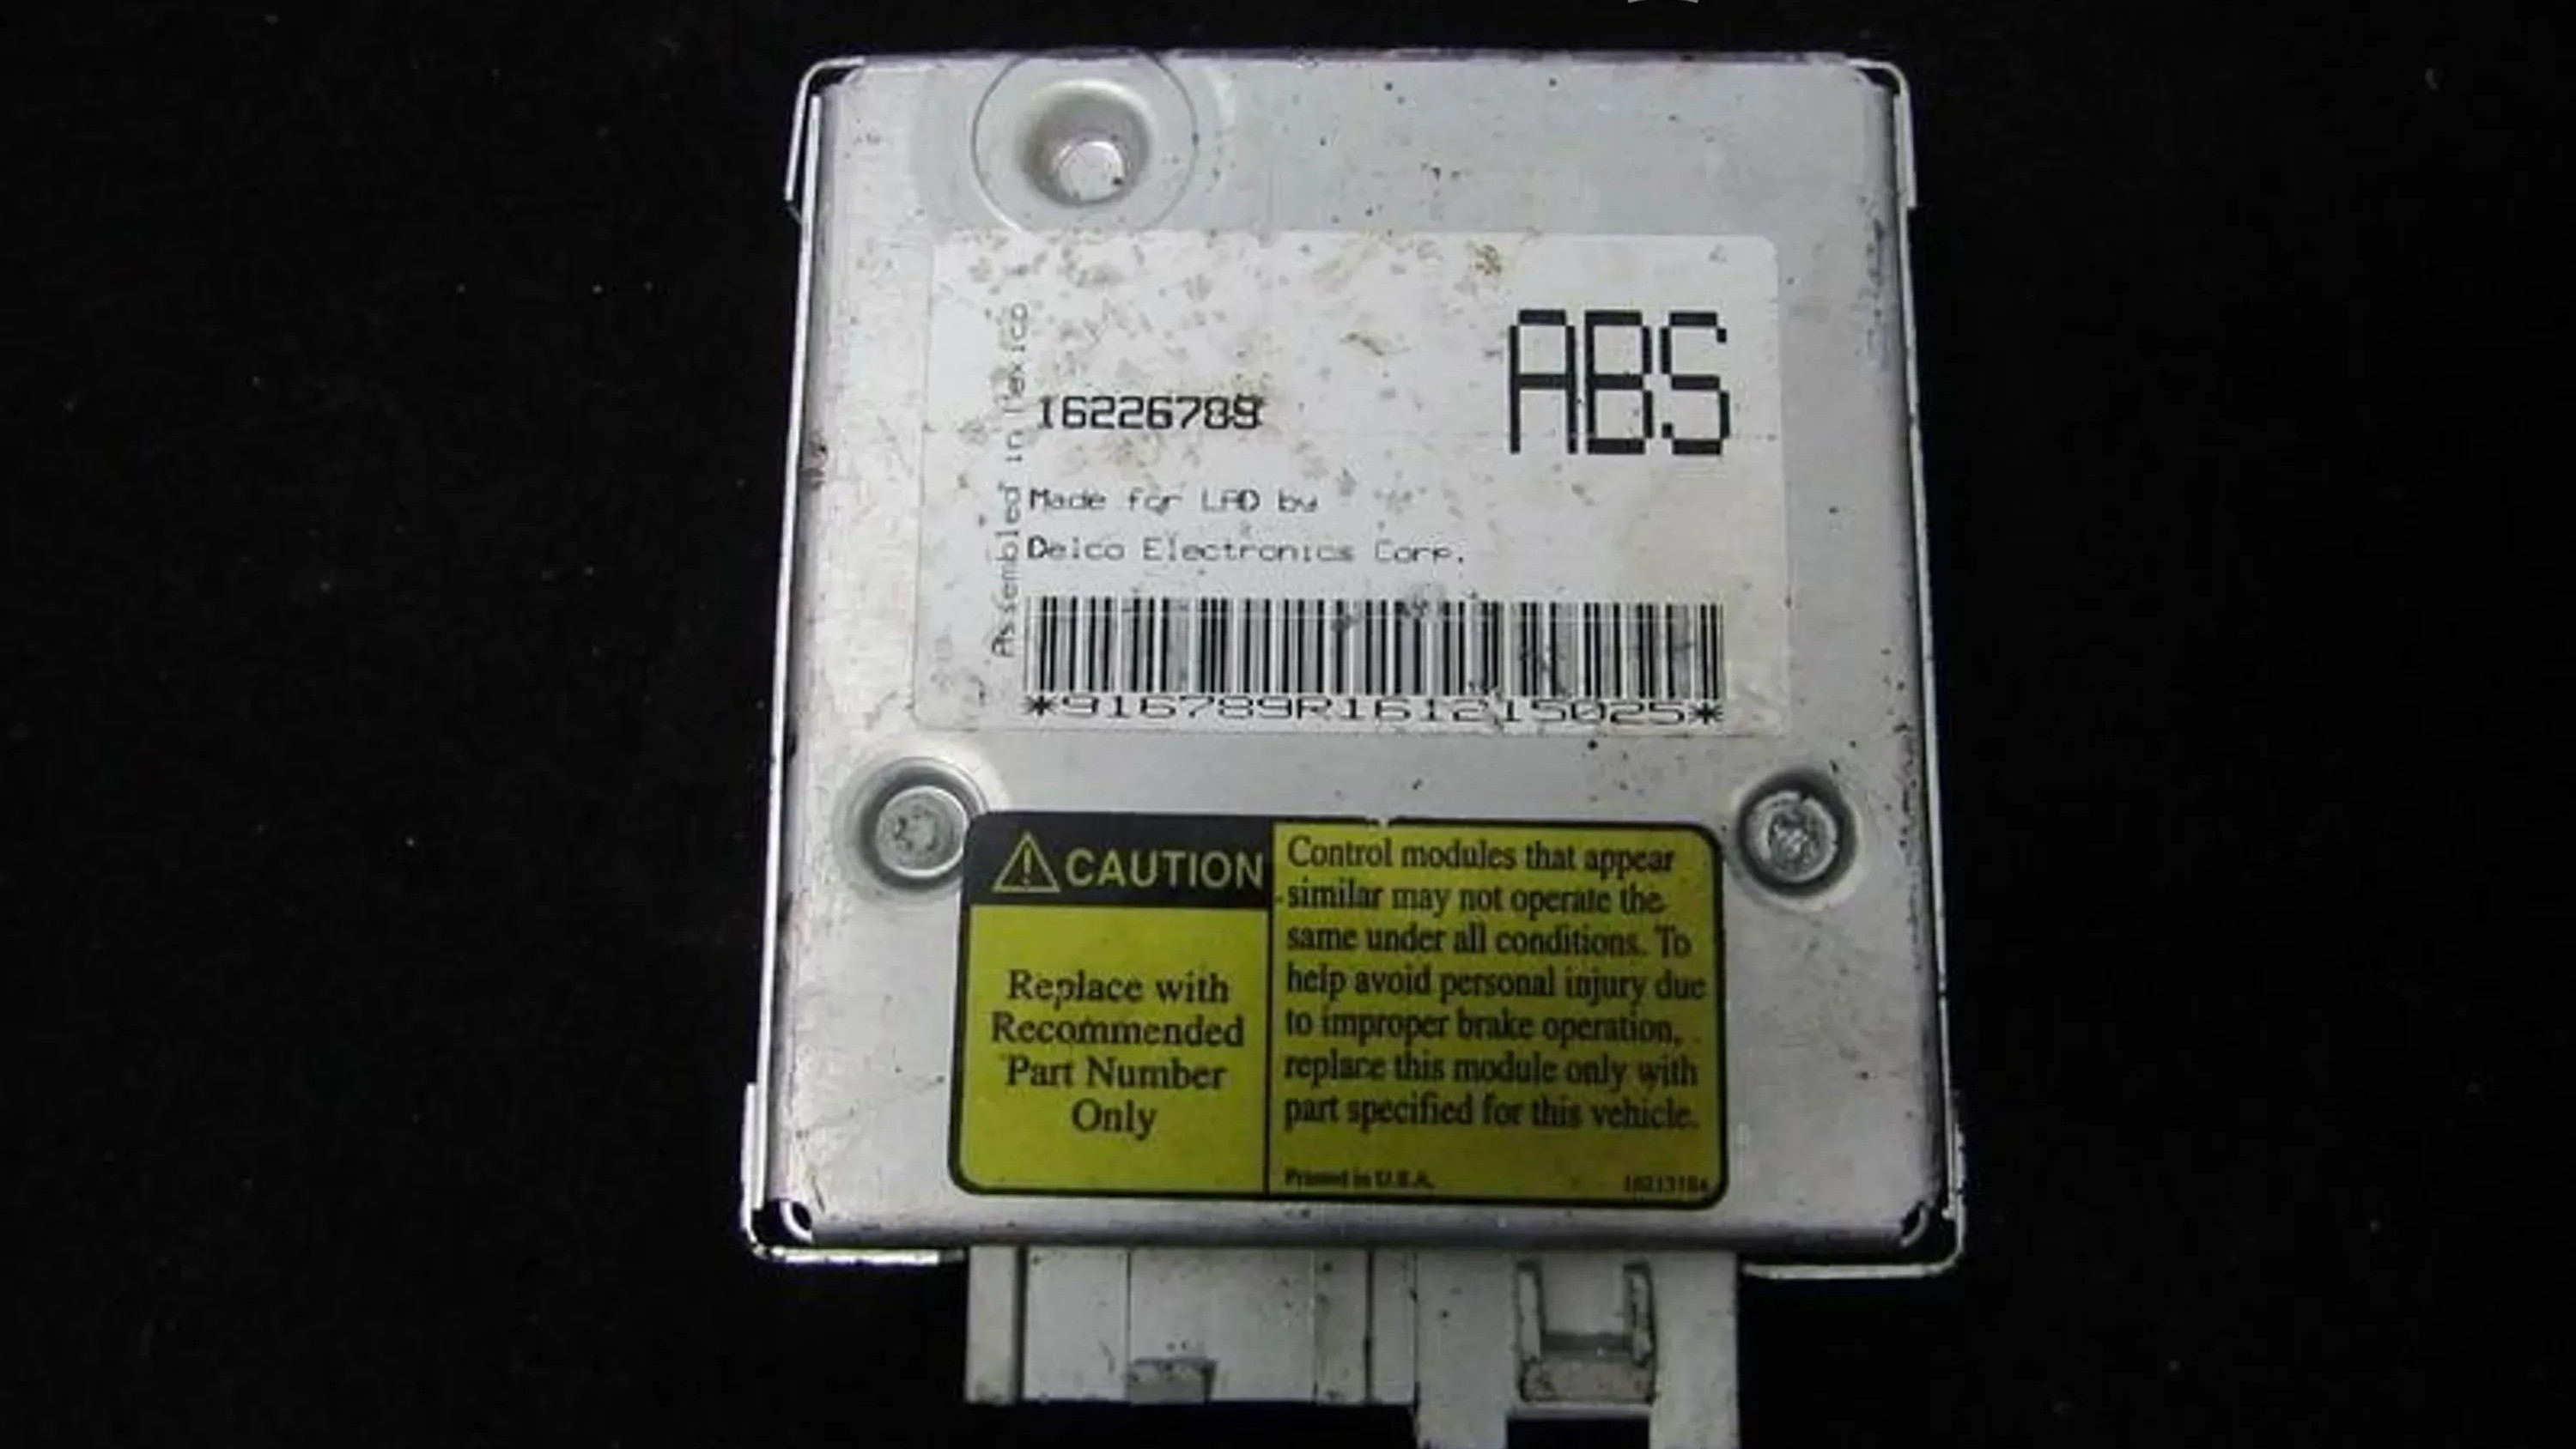 ABS
Assembled in Mexico
16226789
Made for LAD by
Delco Electronics Corp.
*916789R161215025*
CAUTION
Replace with
Recommended
Part Number
Only
Control modules that appear
similar may not operate the
same under all conditions. To
help avoid personal injury due
to improper brake operation,
replace this module only with
part specified for this vehicle.
Printed in U.S.A.